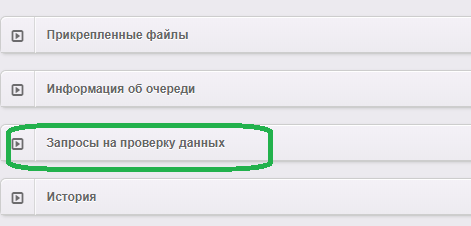 Прикрепленные файлы
Информация об очереди
Запросы на проверку данных
История